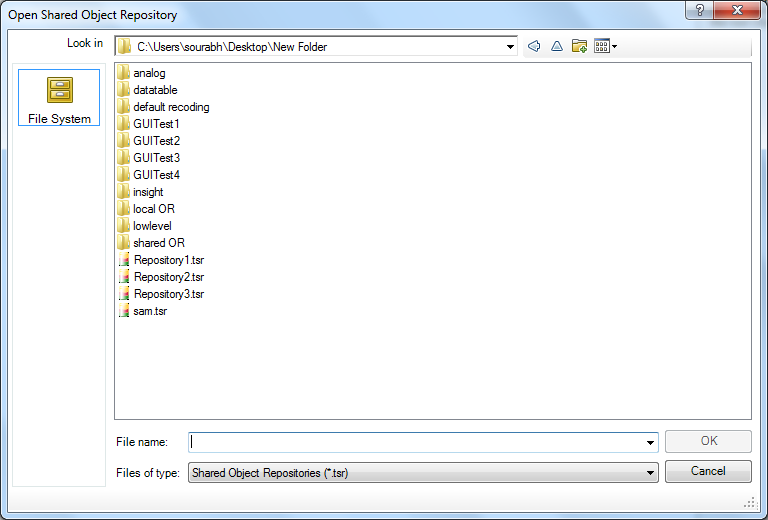 Open Shared Object Repository
?
Look in
C:\Users\sourabh\Desktop\New Folder
File System
analog
datatable
default recoding
GUITest1
GUITest2
GUITest3
GUITest4
insight
local OR
lowlevel
shared OR
Repository1.tsr
Repository2.tsr
Repository3.tsr
sam.tsr
File name:
OK
Files of type: Shared Object Repositories (*.tsr)
Cancel